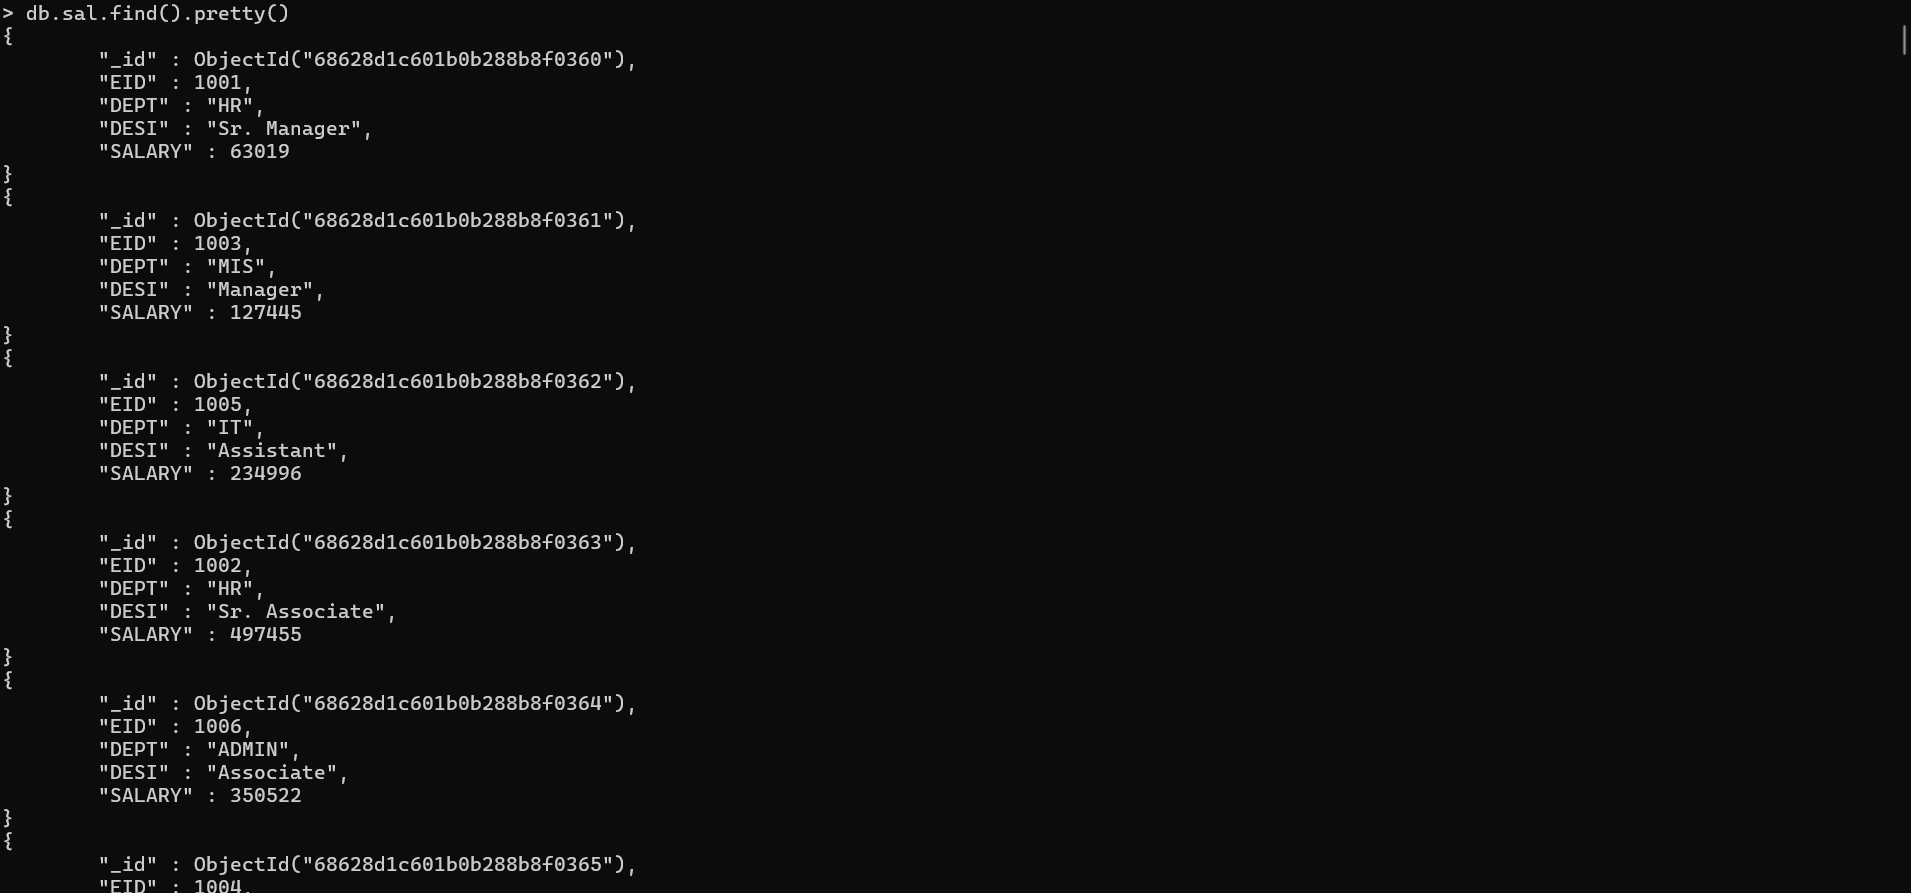 > db.sal.find().pretty()
{
        "_id" : ObjectId("68628d1c601b0b288b8f0360"),
        "EID" : 1001,
        "DEPT" : "HR",
        "DESI" : "Sr. Manager",
        "SALARY" : 63019
}
{
        "_id" : ObjectId("68628d1c601b0b288b8f0361"),
        "EID" : 1003,
        "DEPT" : "MIS",
        "DESI" : "Manager",
        "SALARY" : 127445
}
{
        "_id" : ObjectId("68628d1c601b0b288b8f0362"),
        "EID" : 1005,
        "DEPT" : "IT",
        "DESI" : "Assistant",
        "SALARY" : 234996
}
{
        "_id" : ObjectId("68628d1c601b0b288b8f0363"),
        "EID" : 1002,
        "DEPT" : "HR",
        "DESI" : "Sr. Associate",
        "SALARY" : 497455
}
{
        "_id" : ObjectId("68628d1c601b0b288b8f0364"),
        "EID" : 1006,
        "DEPT" : "ADMIN",
        "DESI" : "Associate",
        "SALARY" : 350522
}
{
        "_id" : ObjectId("68628d1c601b0b288b8f0365"),
        "EID" : 1004,